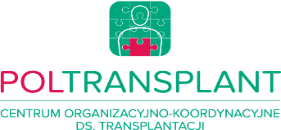 POLTRANSPLANT
CENTRUM ORGANIZACYJNO-KOORDYNACYJNE
DS. TRANSPLANTACJI